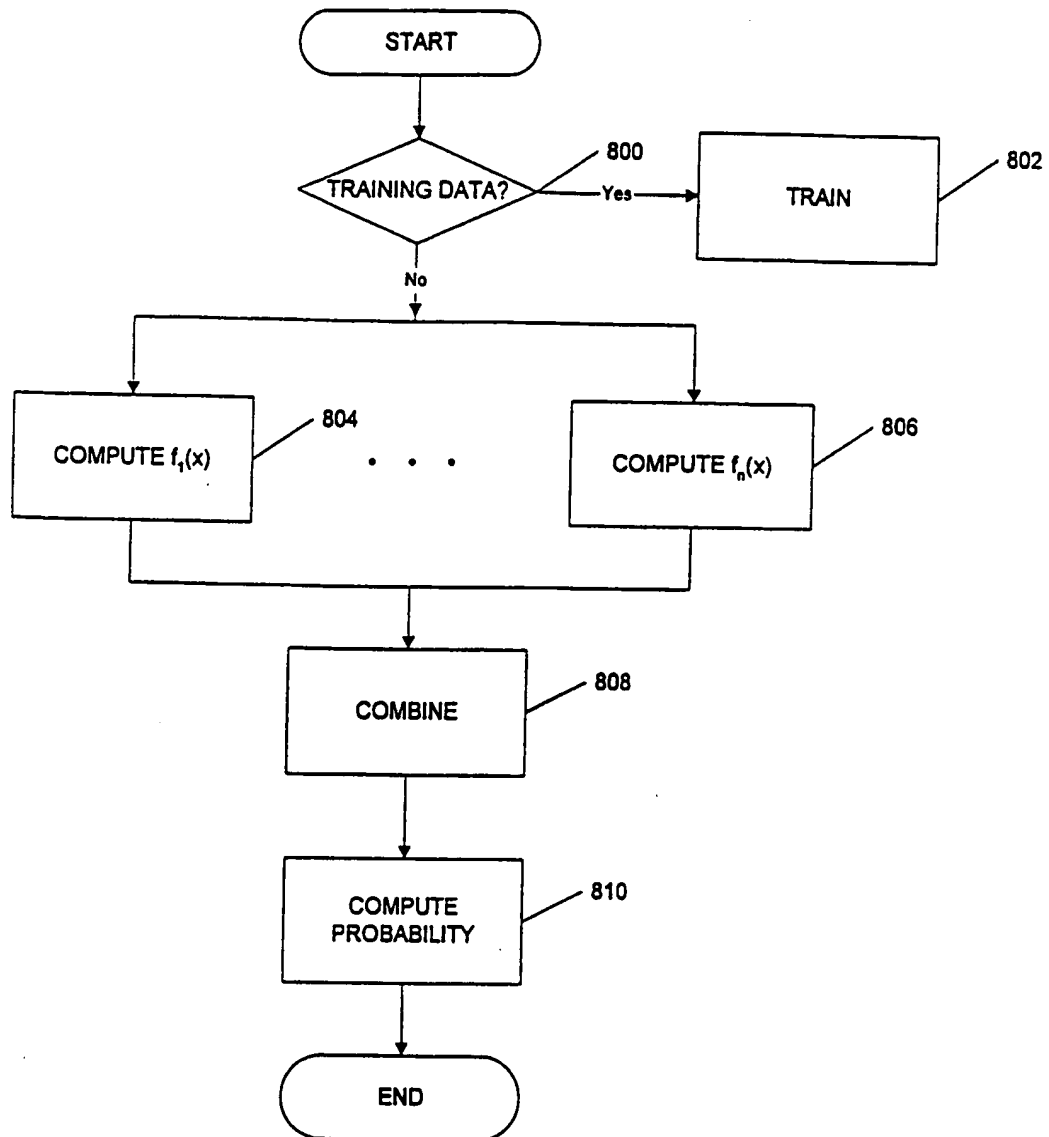 START
TRAINING DATA?
800
Yes
TRAIN
802
No
COMPUTE f₁(x)
804
. . .
COMPUTE fₙ(x)
806
COMBINE
808
COMPUTE
PROBABILITY
810
END